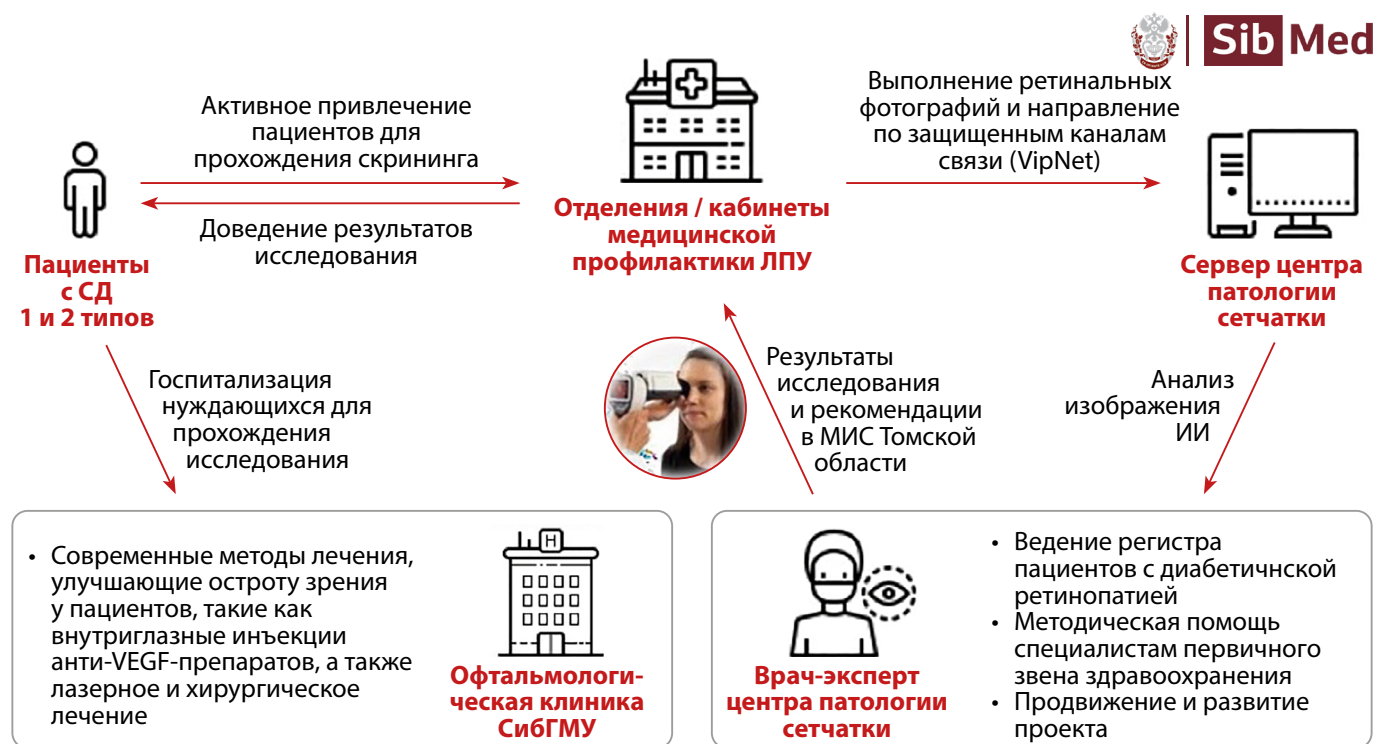 Sib Med
Активное привлечение
пациентов для
прохождения скрининга
Доведение результатов
исследования
Выполнение ретинальных
фотографий и направление
по защищенным каналам
связи (VipNet)
Пациенты
с СД
1 и 2 типов
Отделения / кабинеты
медицинской
профилактики ЛПУ
Сервер центра
патологии
сетчатки
Госпитализация
нуждающихся для
прохождения
исследования
Результаты
исследования
и рекомендации
в МИС Томской
области
Анализ
изображения
ИИ
• Современные методы лечения,
улучшающие остроту зрения
у пациентов, такие как
внутриглазные инъекции
анти-VEGF-препаратов, а также
лазерное и хирургическое
лечение
H
Офтальмологи-
ческая клиника
СибГМУ
Врач-эксперт
центра патологии
сетчатки
• Ведение регистра
пациентов с диабетичнской
ретинопатией
• Методическая помощь
специалистам первичного
звена здравоохранения
• Продвижение и развитие
проекта